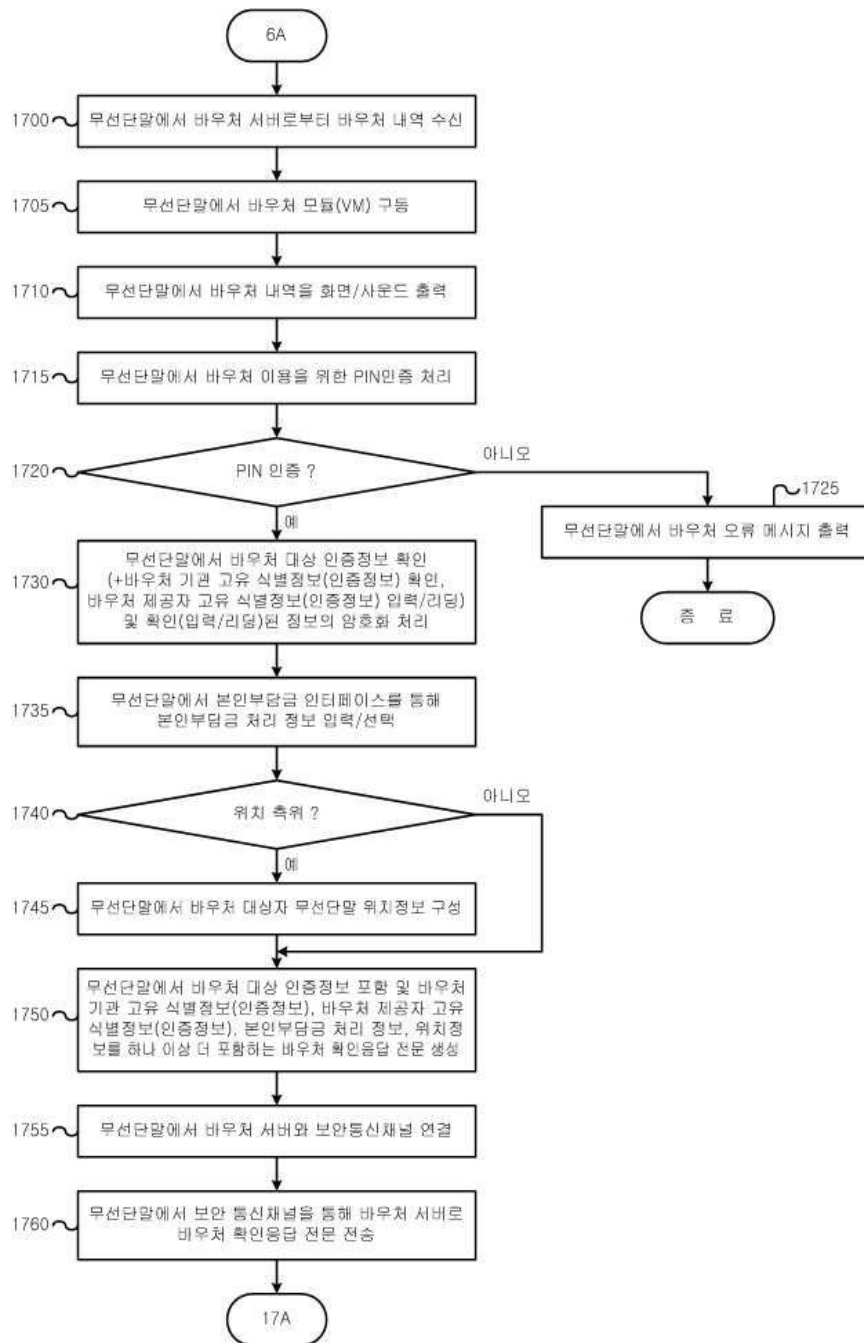 6A
1700
무선단말에서 바우처 서버로부터 바우처 내역 수신
1705
무선단말에서 바우처 모듈(VM) 구동
1710
무선단말에서 바우처 내역을 화면/사운드 출력
1715
무선단말에서 바우처 이용을 위한 PIN인증 처리
1720
PIN 인증 ?
아니오
예
1725
무선단말에서 바우처 오류 메시지 출력
종 료
1730
무선단말에서 바우처 대상 인증정보 확인
(+바우처 기관 고유 식별정보(인증정보) 확인,
바우처 제공자 고유 식별정보(인증정보) 입력/리딩)
및 확인(입력/리딩)된 정보의 암호화 처리
1735
무선단말에서 본인부담금 인터페이스를 통해
본인부담금 처리 정보 입력/선택
1740
위치 측위 ?
아니오
예
1745
무선단말에서 바우처 대상자 무선단말 위치정보 구성
1750
무선단말에서 바우처 대상 인증정보 포함 및 바우처
기관 고유 식별정보(인증정보), 바우처 제공자 고유
식별정보(인증정보), 본인부담금 처리 정보, 위치정
보를 하나 이상 더 포함하는 바우처 확인응답 전문 생성
1755
무선단말에서 바우처 서버와 보안통신채널 연결
1760
무선단말에서 보안 통신채널을 통해 바우처 서버로
바우처 확인응답 전문 전송
17A